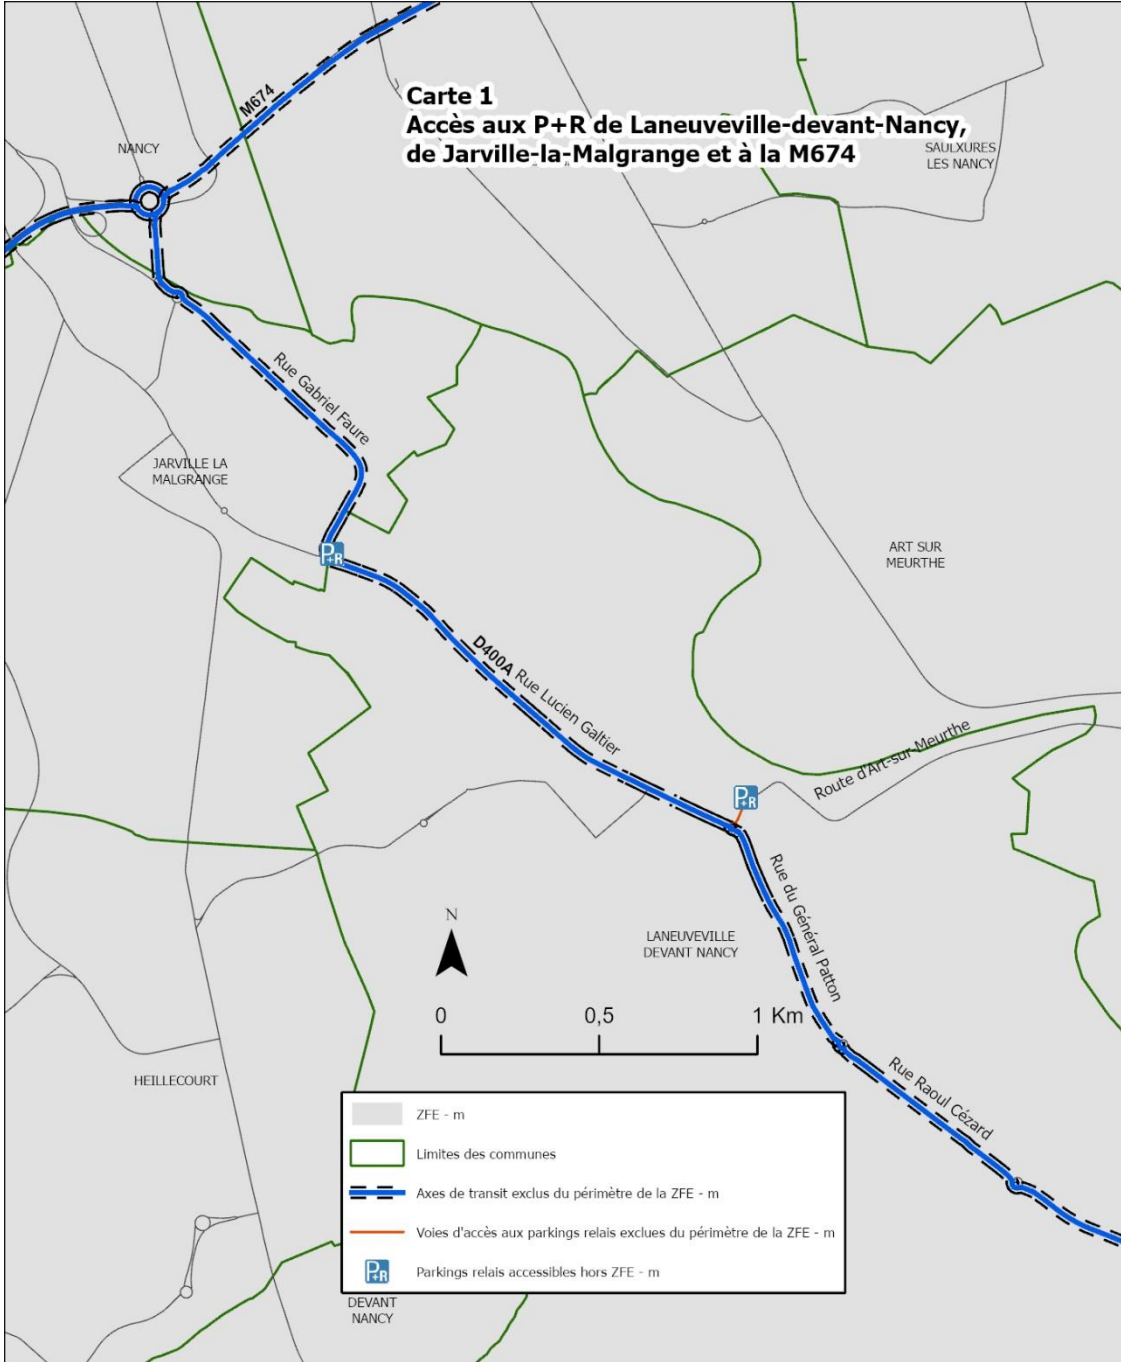 Carte 1
Accès aux P+R de Laneuveville-devant-Nancy,
de Jarville-la-Malgrange et à la M674
M674
NANCY
SAULXURES
LES NANCY
Rue Gabriel Faure
JARVILLE LA
MALGRANGE
ART SUR
MEURTHE
P+R
D400A Rue Lucien Galtier
Route d'Art-sur-Meurthe
P+R
Rue du Général Patton
LANEUVEVILLE
DEVANT NANCY
N
0 0,5 1 Km
Rue Raoul Cézard
HEILLECOURT
ZFE - m
Limites des communes
Axes de transit exclus du périmètre de la ZFE - m
Voies d'accès aux parkings relais exclues du périmètre de la ZFE - m
P+R Parkings relais accessibles hors ZFE - m
DEVANT
NANCY